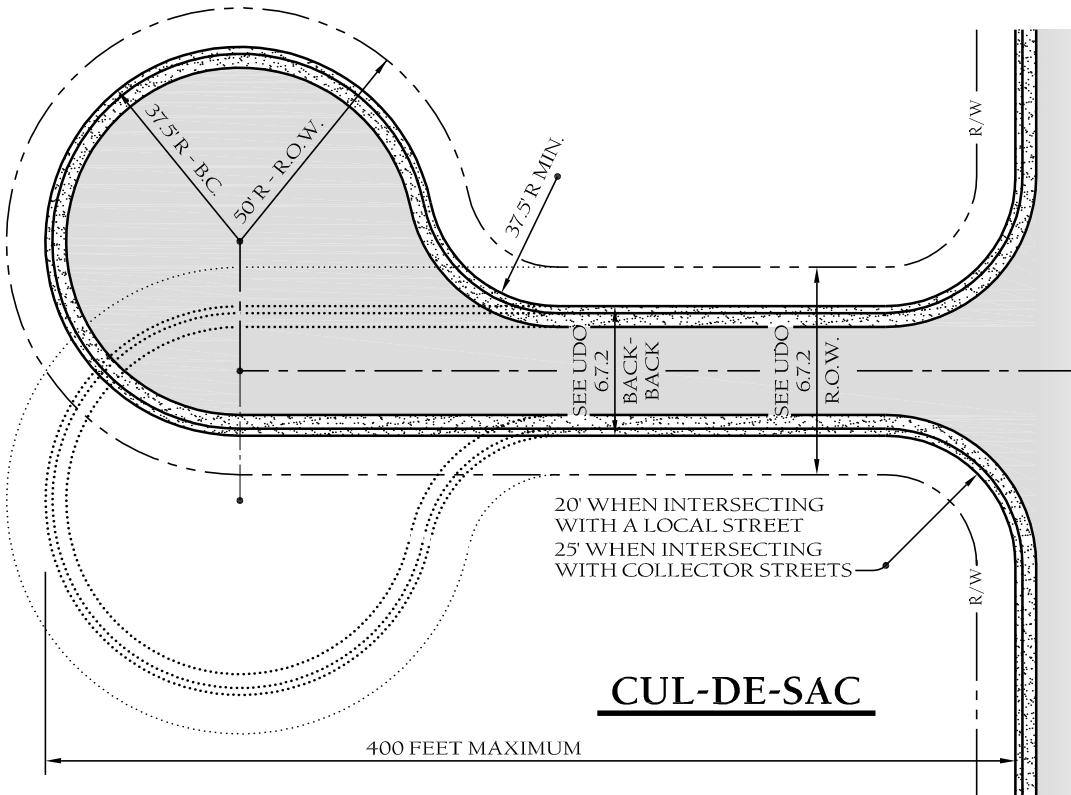 37.5' R - B.C.
50' R - R.O.W.
37.5' R MIN.
R/W
SEE UDO
6.7.2
BACK-
BACK
SEE UDO
6.7.2
R.O.W.
20' WHEN INTERSECTING
WITH A LOCAL STREET
25' WHEN INTERSECTING
WITH COLLECTOR STREETS
R/W
CUL-DE-SAC
400 FEET MAXIMUM